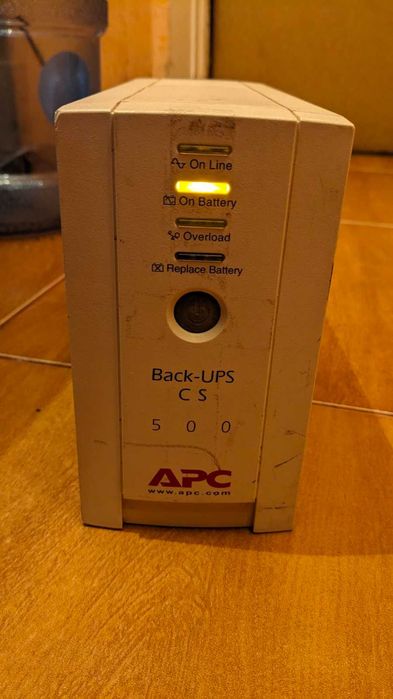 On Line
On Battery
Overload
Replace Battery
Back-UPS
CS
500
APC
www.apc.com